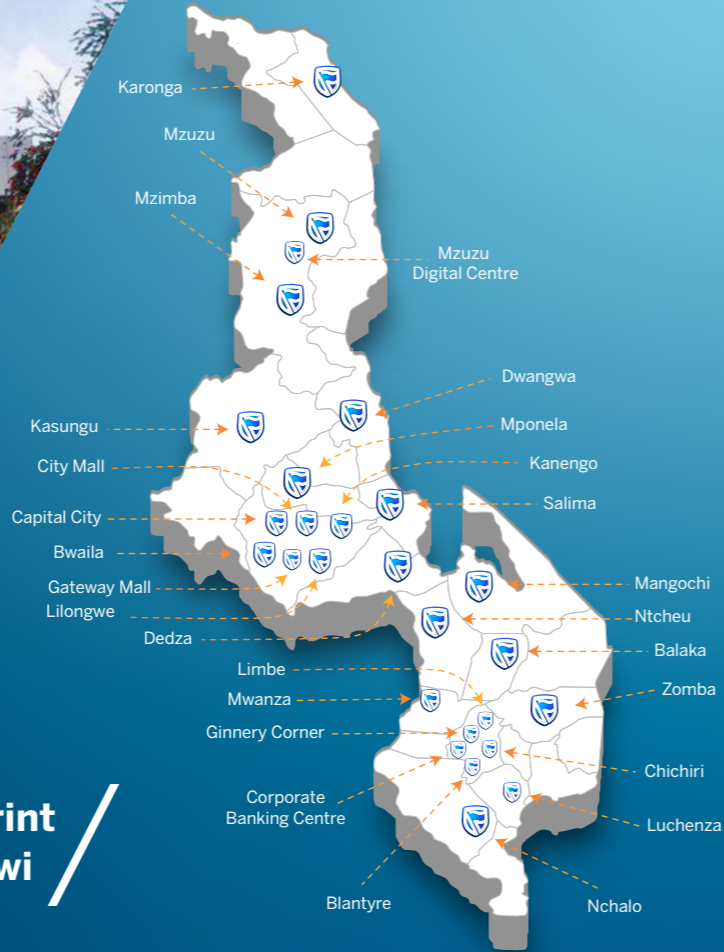 Karonga
Mzuzu
Mzimba
Mzuzu
Digital Centre
Dwangwa
Kasungu
Mponela
City Mall
Kanengo
Capital City
Salima
Bwaila
Gateway Mall
Mangochi
Lilongwe
Ntcheu
Dedza
Balaka
Limbe
Zomba
Mwanza
Ginnery Corner
Chichiri
Corporate
Banking Centre
Luchenza
Blantyre
Nchalo
rint
wi